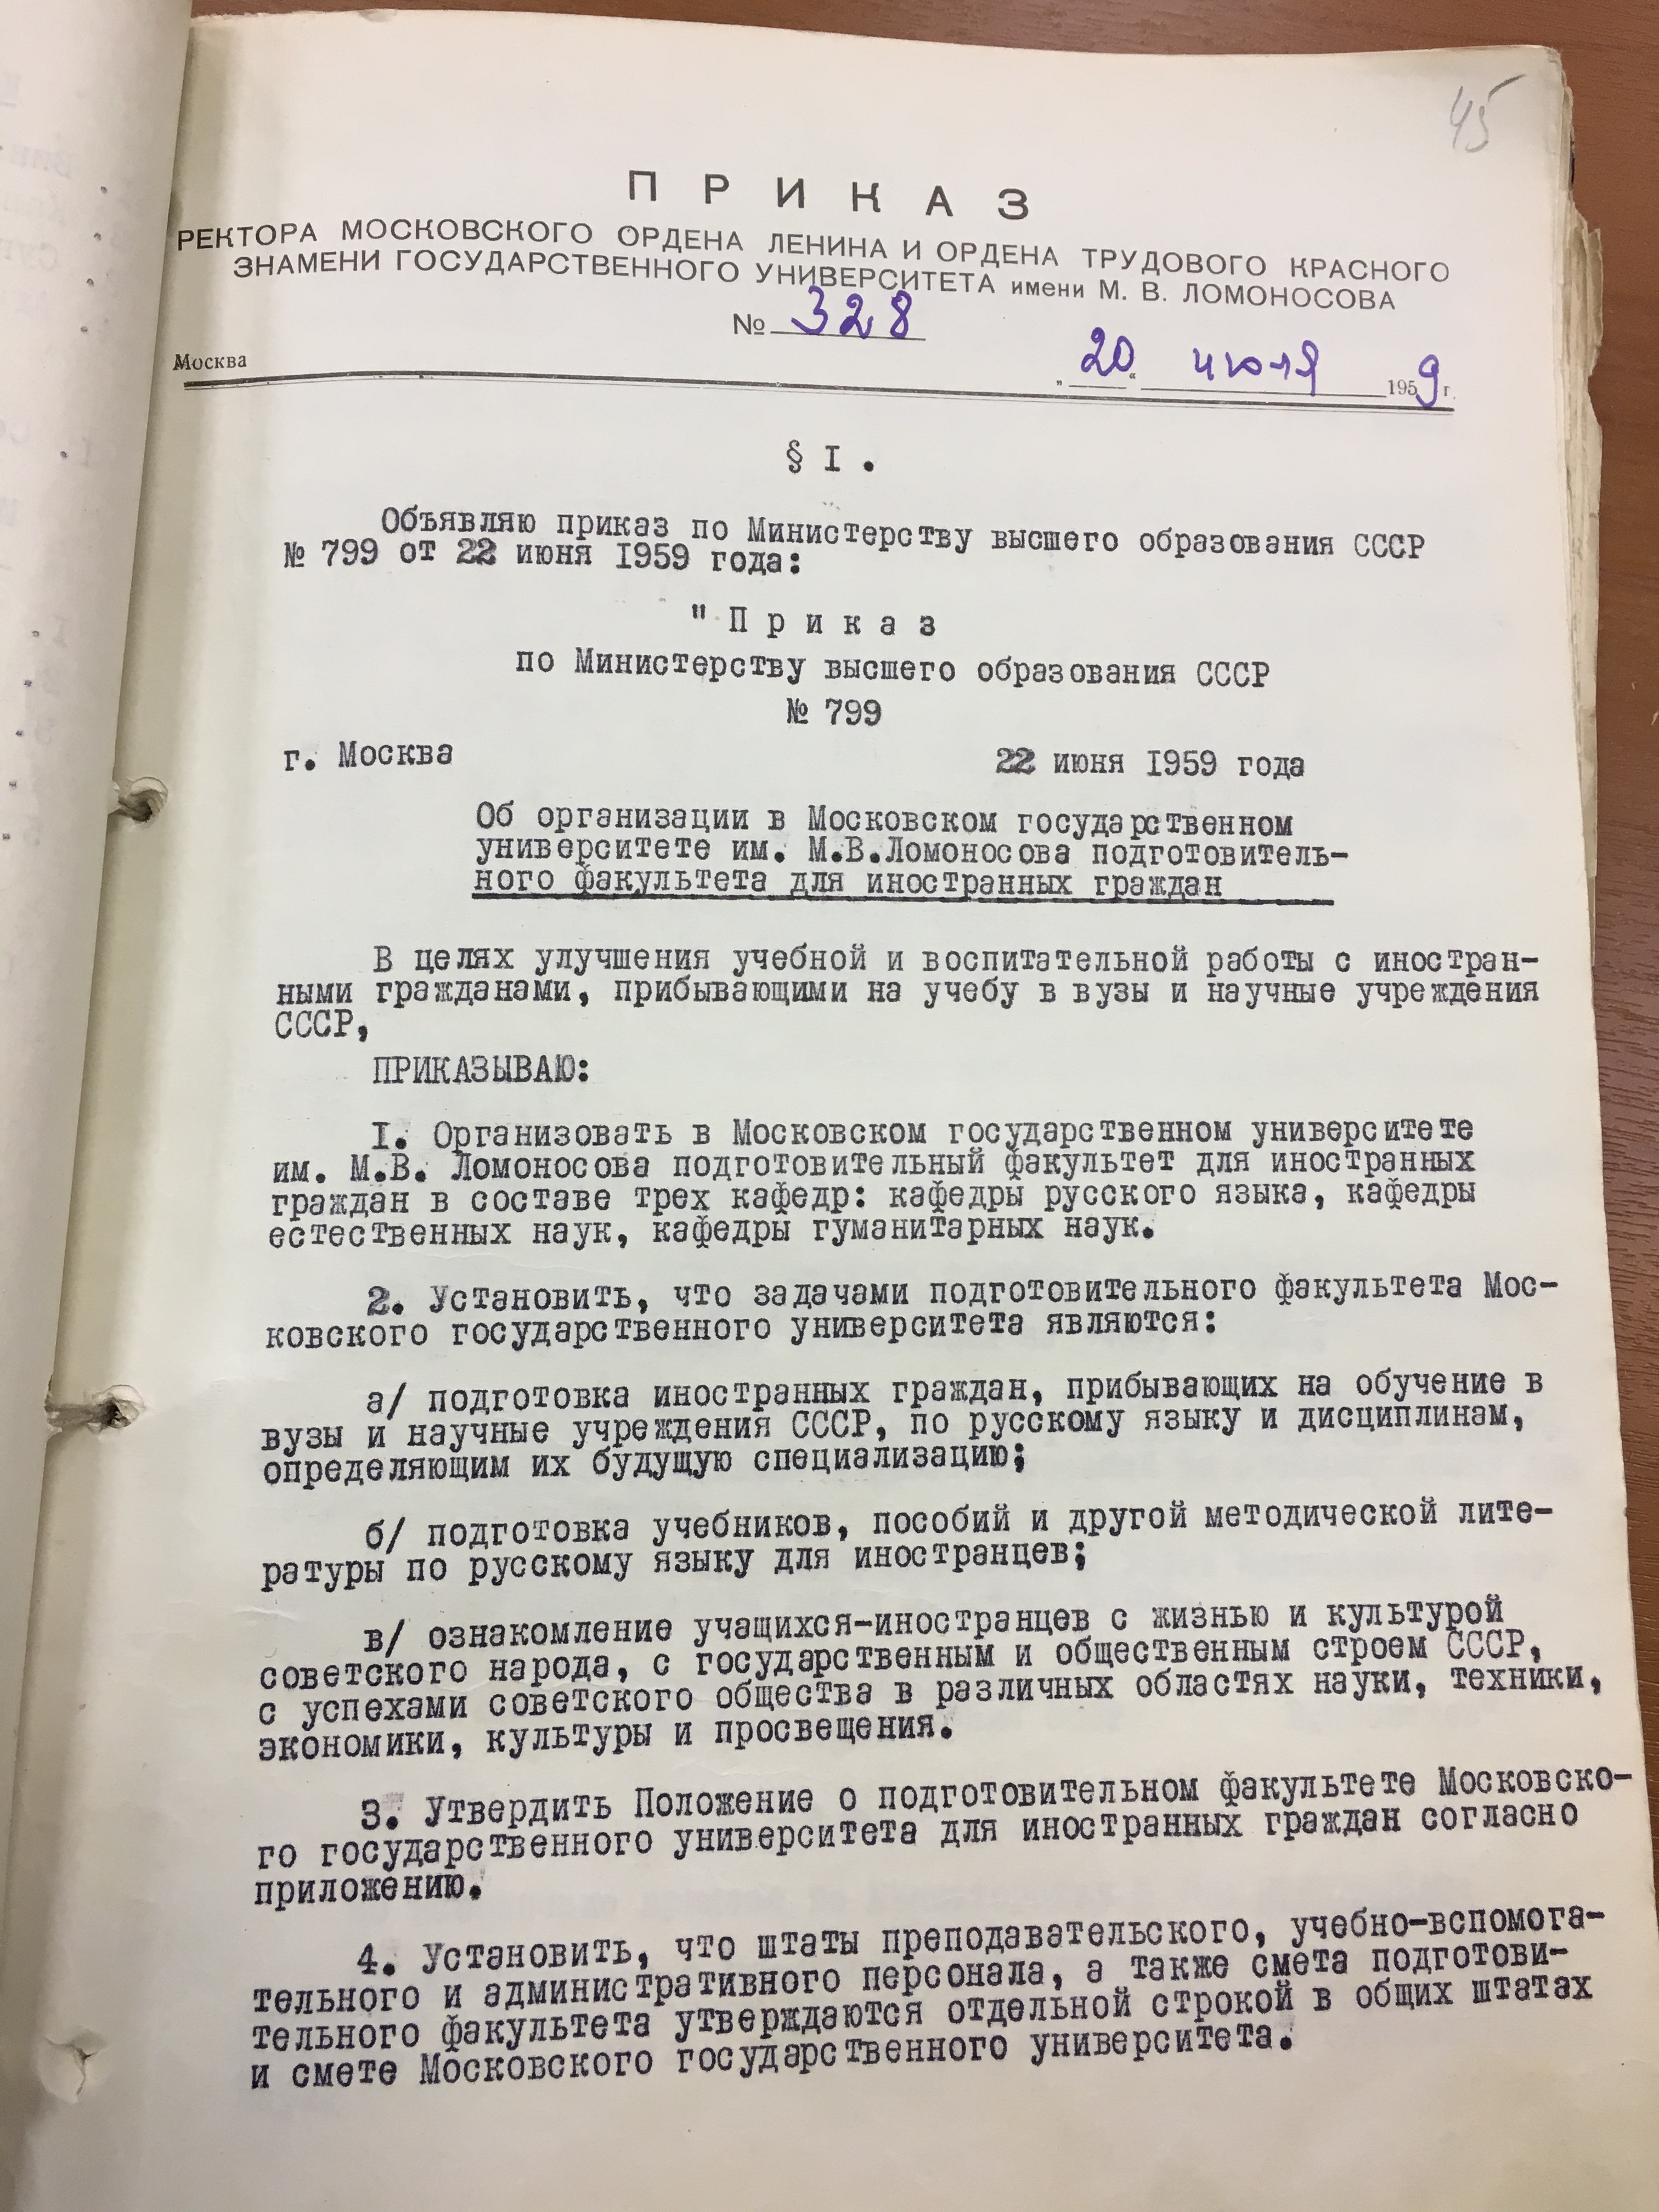 45
ПРИКАЗ
РЕКТОРА МОСКОВСКОГО ОРДЕНА ЛЕНИНА И ОРДЕНА ТРУДОВОГО КРАСНОГО
ЗНАМЕНИ ГОСУДАРСТВЕННОГО УНИВЕРСИТЕТА имени М. В. ЛОМОНОСОВА
№ 328
Москва „20“ июля 1959 г.
§ I.
Объявляю приказ по Министерству высшего образования СССР
№ 799 от 22 июня 1959 года:
"Приказ
по Министерству высшего образования СССР
№ 799
г. Москва 22 июня 1959 года
Об организации в Московском государственном
университете им. М.В.Ломоносова подготовитель-
ного факультета для иностранных граждан
В целях улучшения учебной и воспитательной работы с иностран-
ными гражданами, прибывающими на учебу в вузы и научные учреждения
СССР,
ПРИКАЗЫВАЮ:
I. Организовать в Московском государственном университете
им. М.В. Ломоносова подготовительный факультет для иностранных
граждан в составе трех кафедр: кафедры русского языка, кафедры
естественных наук, кафедры гуманитарных наук.
2. Установить, что задачами подготовительного факультета Мос-
ковского государственного университета являются:
а/ подготовка иностранных граждан, прибывающих на обучение в
вузы и научные учреждения СССР, по русскому языку и дисциплинам,
определяющим их будущую специализацию;
б/ подготовка учебников, пособий и другой методической лите-
ратуры по русскому языку для иностранцев;
в/ ознакомление учащихся-иностранцев с жизнью и культурой
советского народа, с государственным и общественным строем СССР,
с успехами советского общества в различных областях науки, техники,
экономики, культуры и просвещения.
3. Утвердить Положение о подготовительном факультете Московско-
го государственного университета для иностранных граждан согласно
приложению.
4. Установить, что штаты преподавательского, учебно-вспомога-
тельного и административного персонала, а также смета подготови-
тельного факультета утверждаются отдельной строкой в общих штатах
и смете Московского государственного университета.